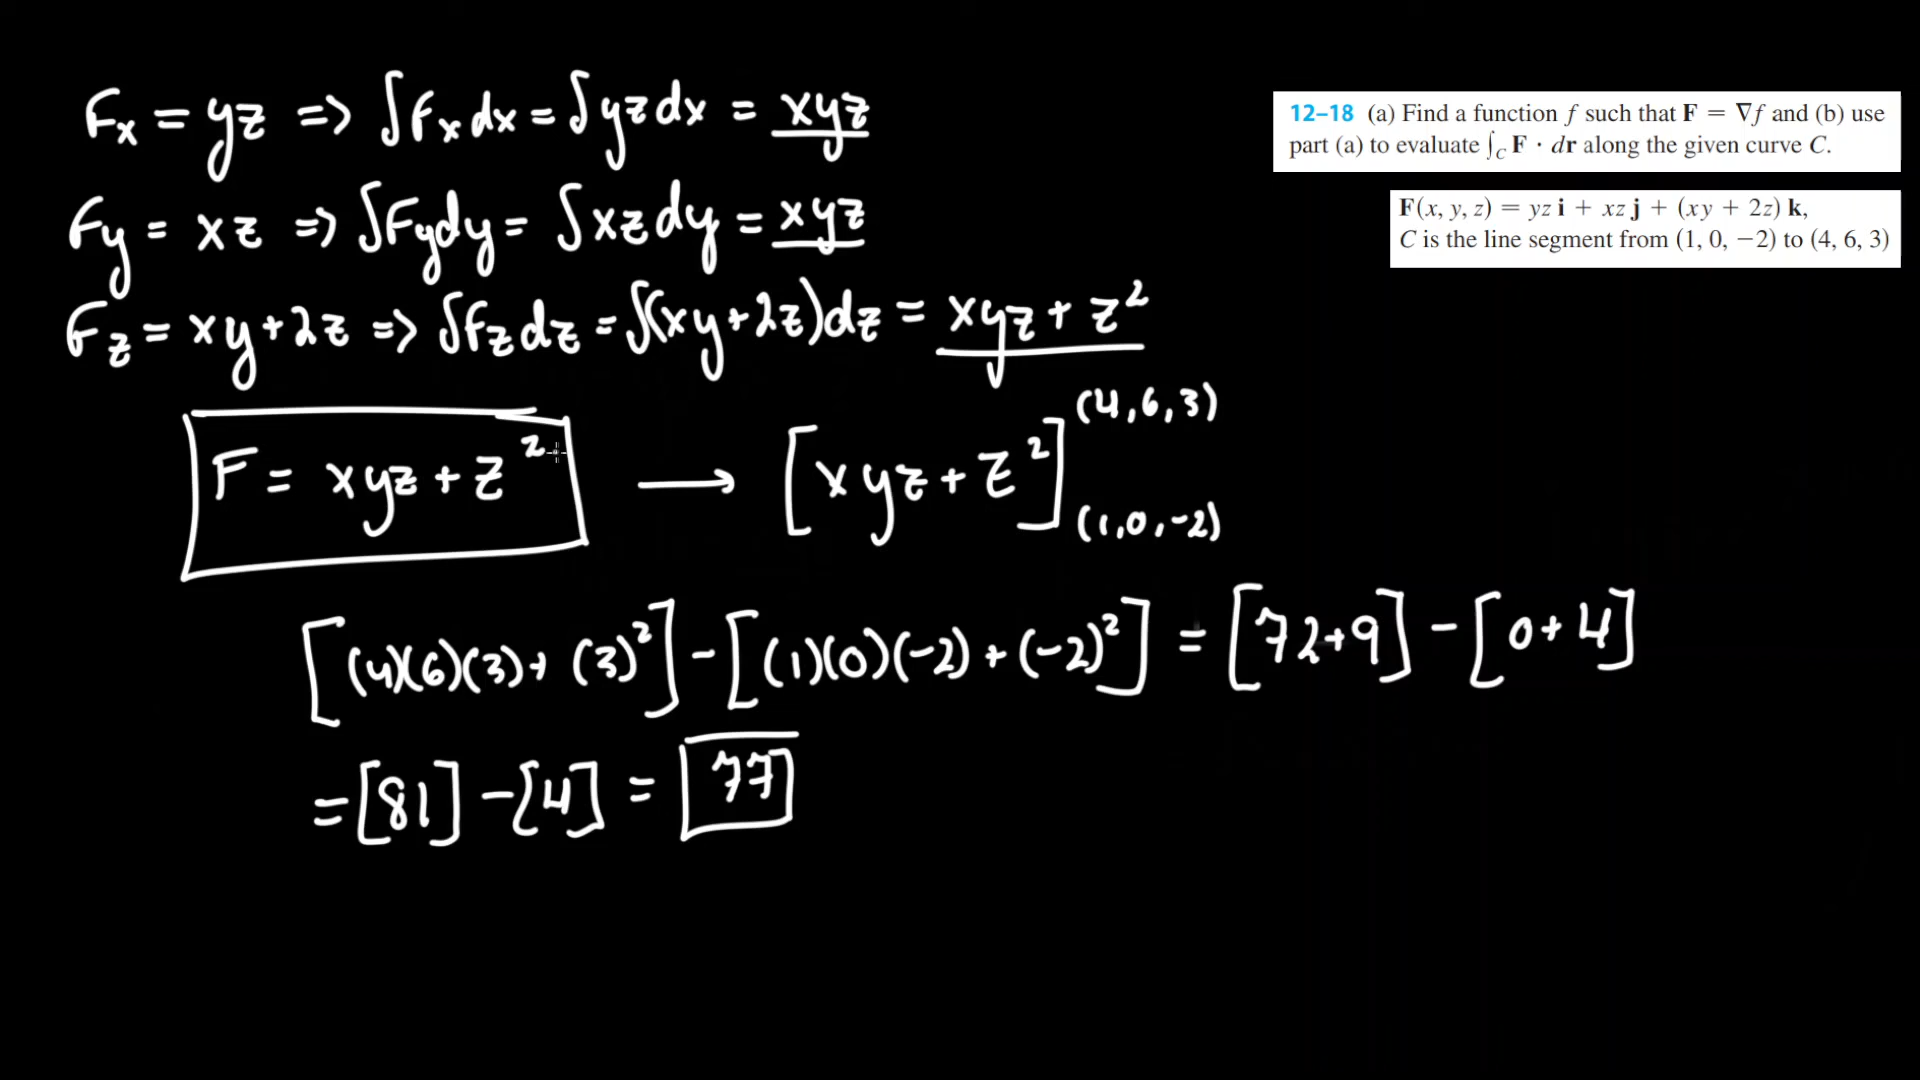 Fx = yz => ∫Fx dx = ∫yz dx = xyz
Fy = xz => ∫Fy dy = ∫xz dy = xyz
Fz = xy + 2z => ∫Fz dz = ∫(xy + 2z) dz = xyz + z²
F = xyz + z² → [xyz + z²] (4,6,3) (1,0,-2)
[(4)(6)(3) + (3)²] - [(1)(0)(-2) + (-2)²] = [72+9] - [0+4]
= [81] - [4] = 77
12–18 (a) Find a function f such that F = ∇f and (b) use
part (a) to evaluate ∫C F · dr along the given curve C.
F(x, y, z) = yz i + xz j + (xy + 2z) k,
C is the line segment from (1, 0, −2) to (4, 6, 3)